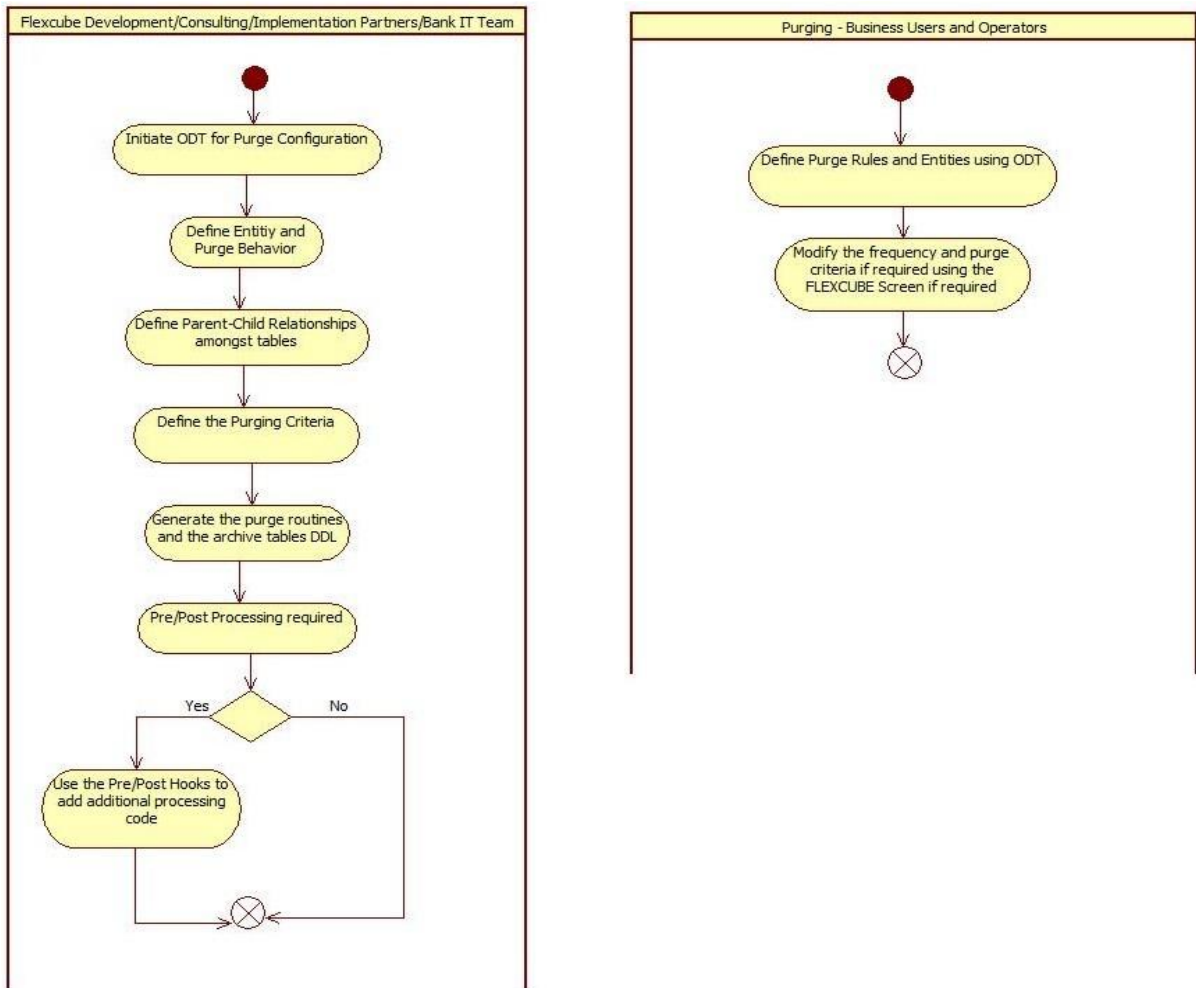 Flexcube Development/Consulting/Implementation Partners/Bank IT Team
Initiate ODT for Purge Configuration
Define Entitiy and
Purge Behavior
Define Parent-Child Relationships
amongst tables
Define the Purging Criteria
Generate the purge routines
and the archive tables DDL
Pre/Post Processing required
Yes
No
Use the Pre/Post Hooks to
add additional processing
code
Purging - Business Users and Operators
Define Purge Rules and Entities using ODT
Modify the frequency and purge
criteria if required using the
FLEXCUBE Screen if required